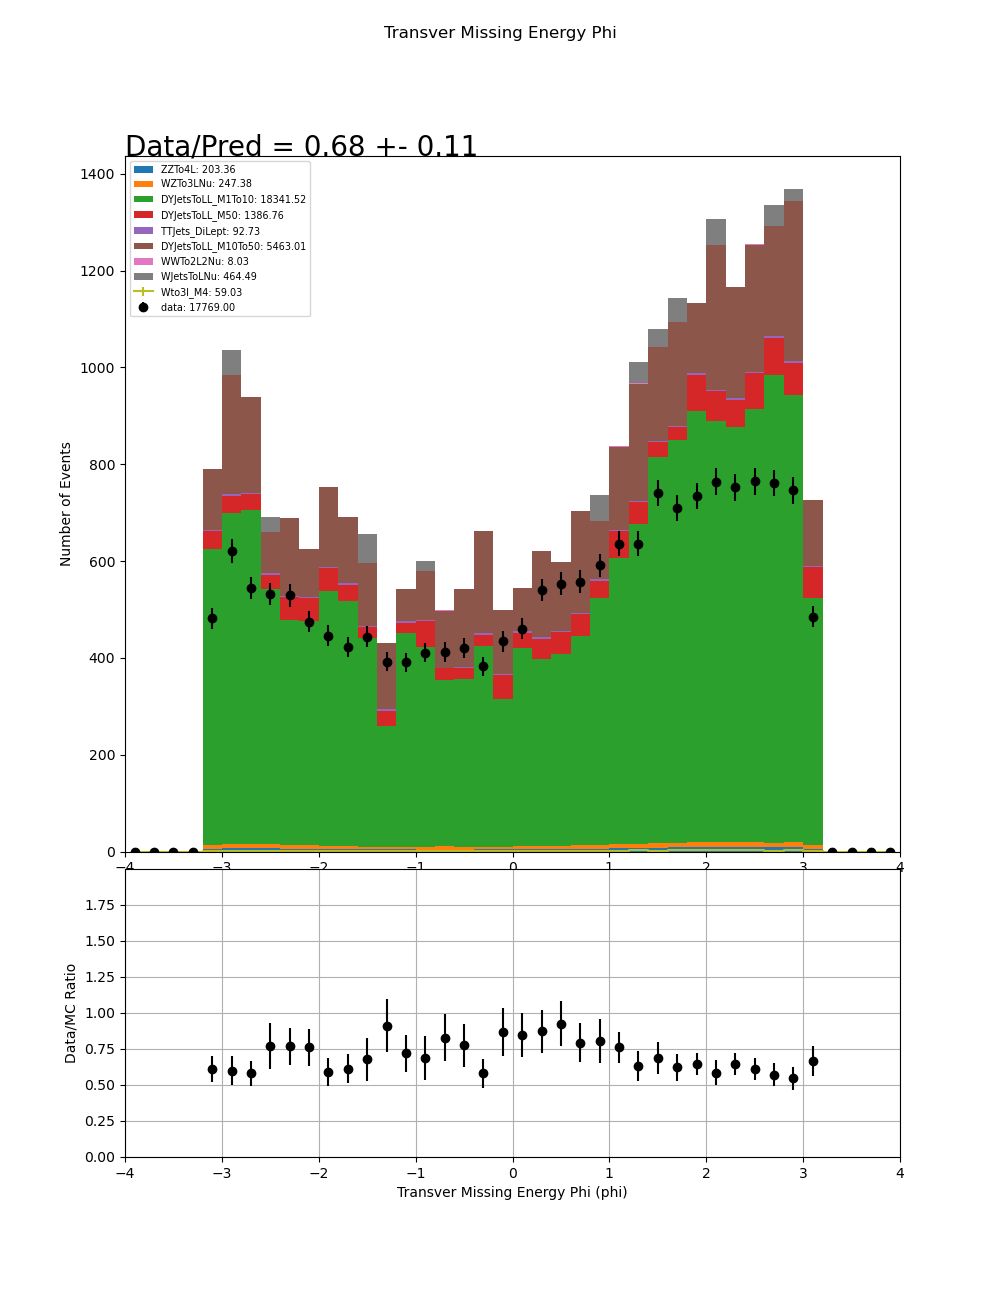 Transver Missing Energy Phi
Data/Pred = 0.68 +- 0.11
ZZTo4L: 203.36
WZTo3LNu: 247.38
DYJetsToLL_M1To10: 18341.52
DYJetsToLL_M50: 1386.76
TTJets_DiLept: 92.73
DYJetsToLL_M10To50: 5463.01
WWTo2L2Nu: 8.03
WJetsToLNu: 464.49
Wto3l_M4: 59.03
data: 17769.00
Number of Events
1400
1200
1000
800
600
400
200
0
−4 −3 −2 −1 0 1 2 3 4
Data/MC Ratio
1.75
1.50
1.25
1.00
0.75
0.50
0.25
0.00
−4 −3 −2 −1 0 1 2 3 4
Transver Missing Energy Phi (phi)